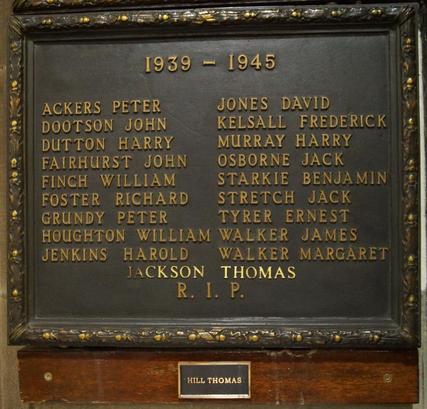 1939 – 1945
ACKERS PETER
DOOTSON JOHN
DUTTON HARRY
FAIRHURST JOHN
FINCH WILLIAM
FOSTER RICHARD
GRUNDY PETER
HOUGHTON WILLIAM
JENKINS HAROLD
JONES DAVID
KELSALL FREDERICK
MURRAY HARRY
OSBORNE JACK
STARKIE BENJAMIN
STRETCH JACK
TYRER ERNEST
WALKER JAMES
WALKER MARGARET
JACKSON THOMAS
R. I. P.
HILL THOMAS